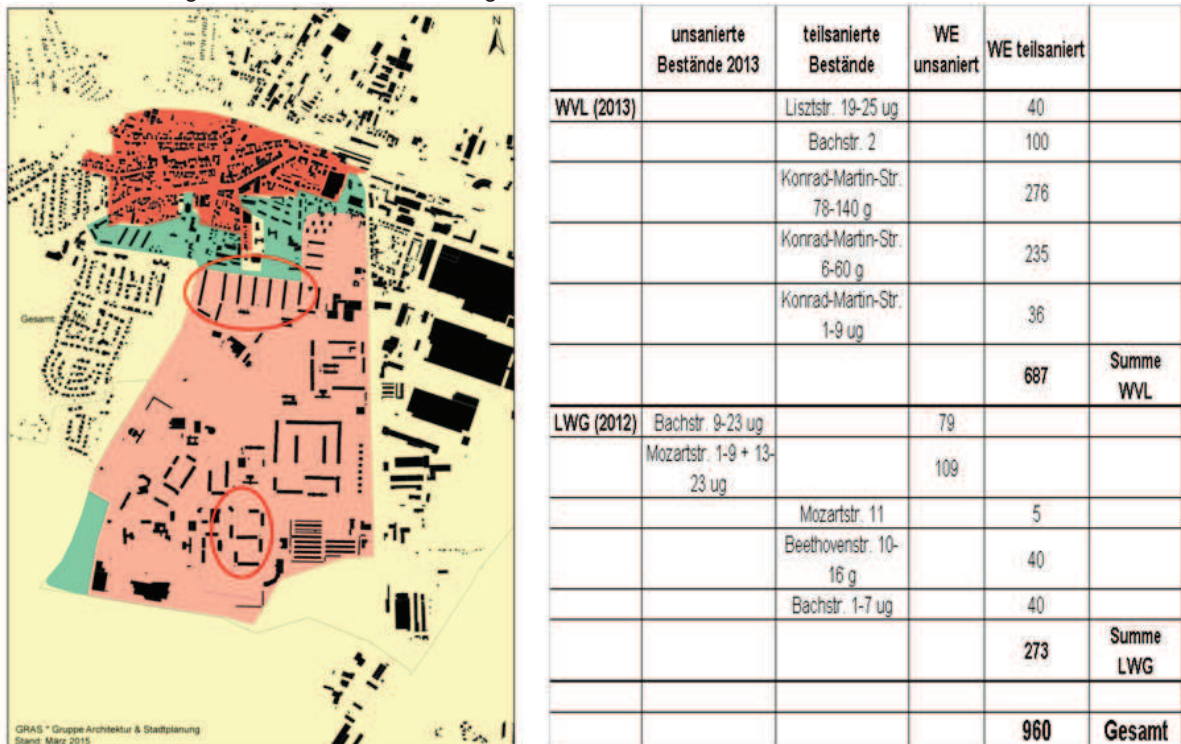 N
Gesamt:
GRAS * Gruppe Architektur & Stadtplanung
Stand: März 2015
unsanierte Bestände 2013 teilsanierte Bestände WE unsaniert WE teilsaniert
WVL (2013) Lisztstr. 19-25 ug 40
Bachstr. 2 100
Konrad-Martin-Str. 78-140 g 276
Konrad-Martin-Str. 6-60 g 235
Konrad-Martin-Str. 1-9 ug 36
687 Summe WVL
LWG (2012) Bachstr. 9-23 ug 79
Mozartstr. 1-9 + 13-23 ug 109
Mozartstr. 11 5
Beethovenstr. 10-16 g 40
Bachstr. 1-7 ug 40
273 Summe LWG
960 Gesamt